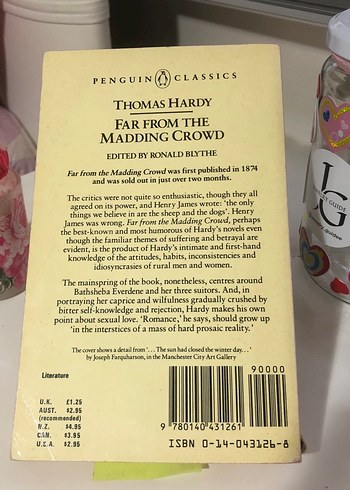 PENGUIN CLASSICS
THOMAS HARDY
FAR FROM THE
MADDING CROWD
EDITED BY RONALD BLYTHE
Far from the Madding Crowd was first published in 1874
and was sold out in just over two months.
The critics were not quite so enthusiastic, though they all
agreed on its power, and Henry James wrote: 'the only
things we believe in are the sheep and the dogs'. Henry
James was wrong. Far from the Madding Crowd, perhaps
the best-known and most humorous of Hardy's novels even
though the familiar themes of suffering and betrayal are
evident, is the product of Hardy's intimate and first-hand
knowledge of the attitudes, habits, inconsistencies and
idiosyncrasies of rural men and women.
The mainspring of the book, nonetheless, centres around
Bathsheba Everdene and her three suitors. And, in
portraying her caprice and wilfulness gradually crushed by
bitter self-knowledge and rejection, Hardy makes his own
point about sexual love. 'Romance,' he says, should grow up
'in the interstices of a mass of hard prosaic reality.'
The cover shows a detail from '... The sun had closed the winter day...'
by Joseph Farquharson, in the Manchester City Art Gallery
Literature
U.K. £1.25
AUST. $2.95
(recommended)
N.Z. $4.95
CAN. $3.95
U.S.A. $2.95
90000
9 780140 431261
ISBN 0-14-043126-8
GUIDE
G